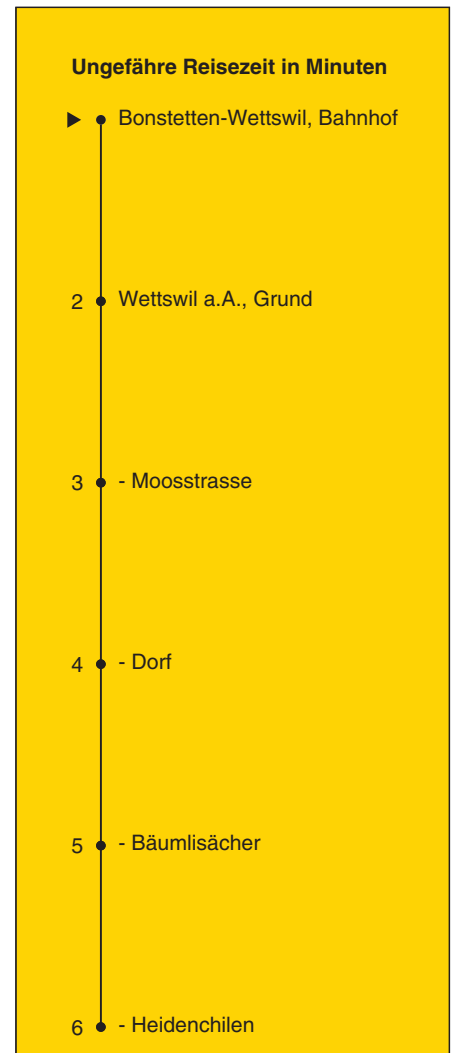 Ungefähre Reisezeit in Minuten
Bonstetten-Wettswil, Bahnhof
2 Wettswil a.A., Grund
3 - Moosstrasse
4 - Dorf
5 - Bäumlisächer
6 - Heidenchilen